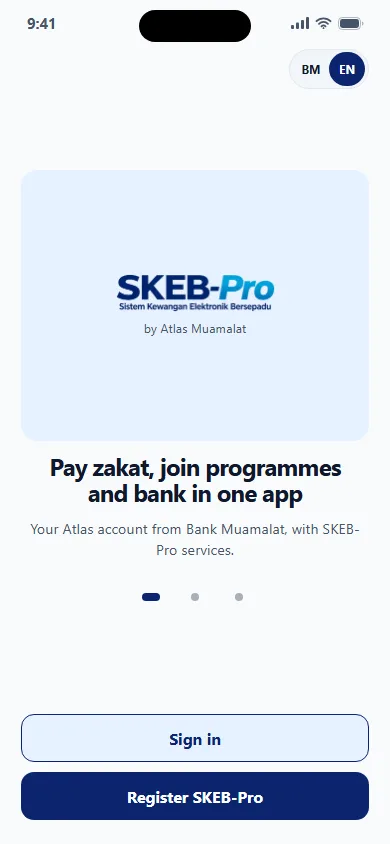 9:41
BM EN
SKEB-Pro
Sistem Kewangan Elektronik Bersepadu
by Atlas Muamalat
Pay zakat, join programmes
and bank in one app
Your Atlas account from Bank Muamalat, with SKEB-
Pro services.
Sign in
Register SKEB-Pro